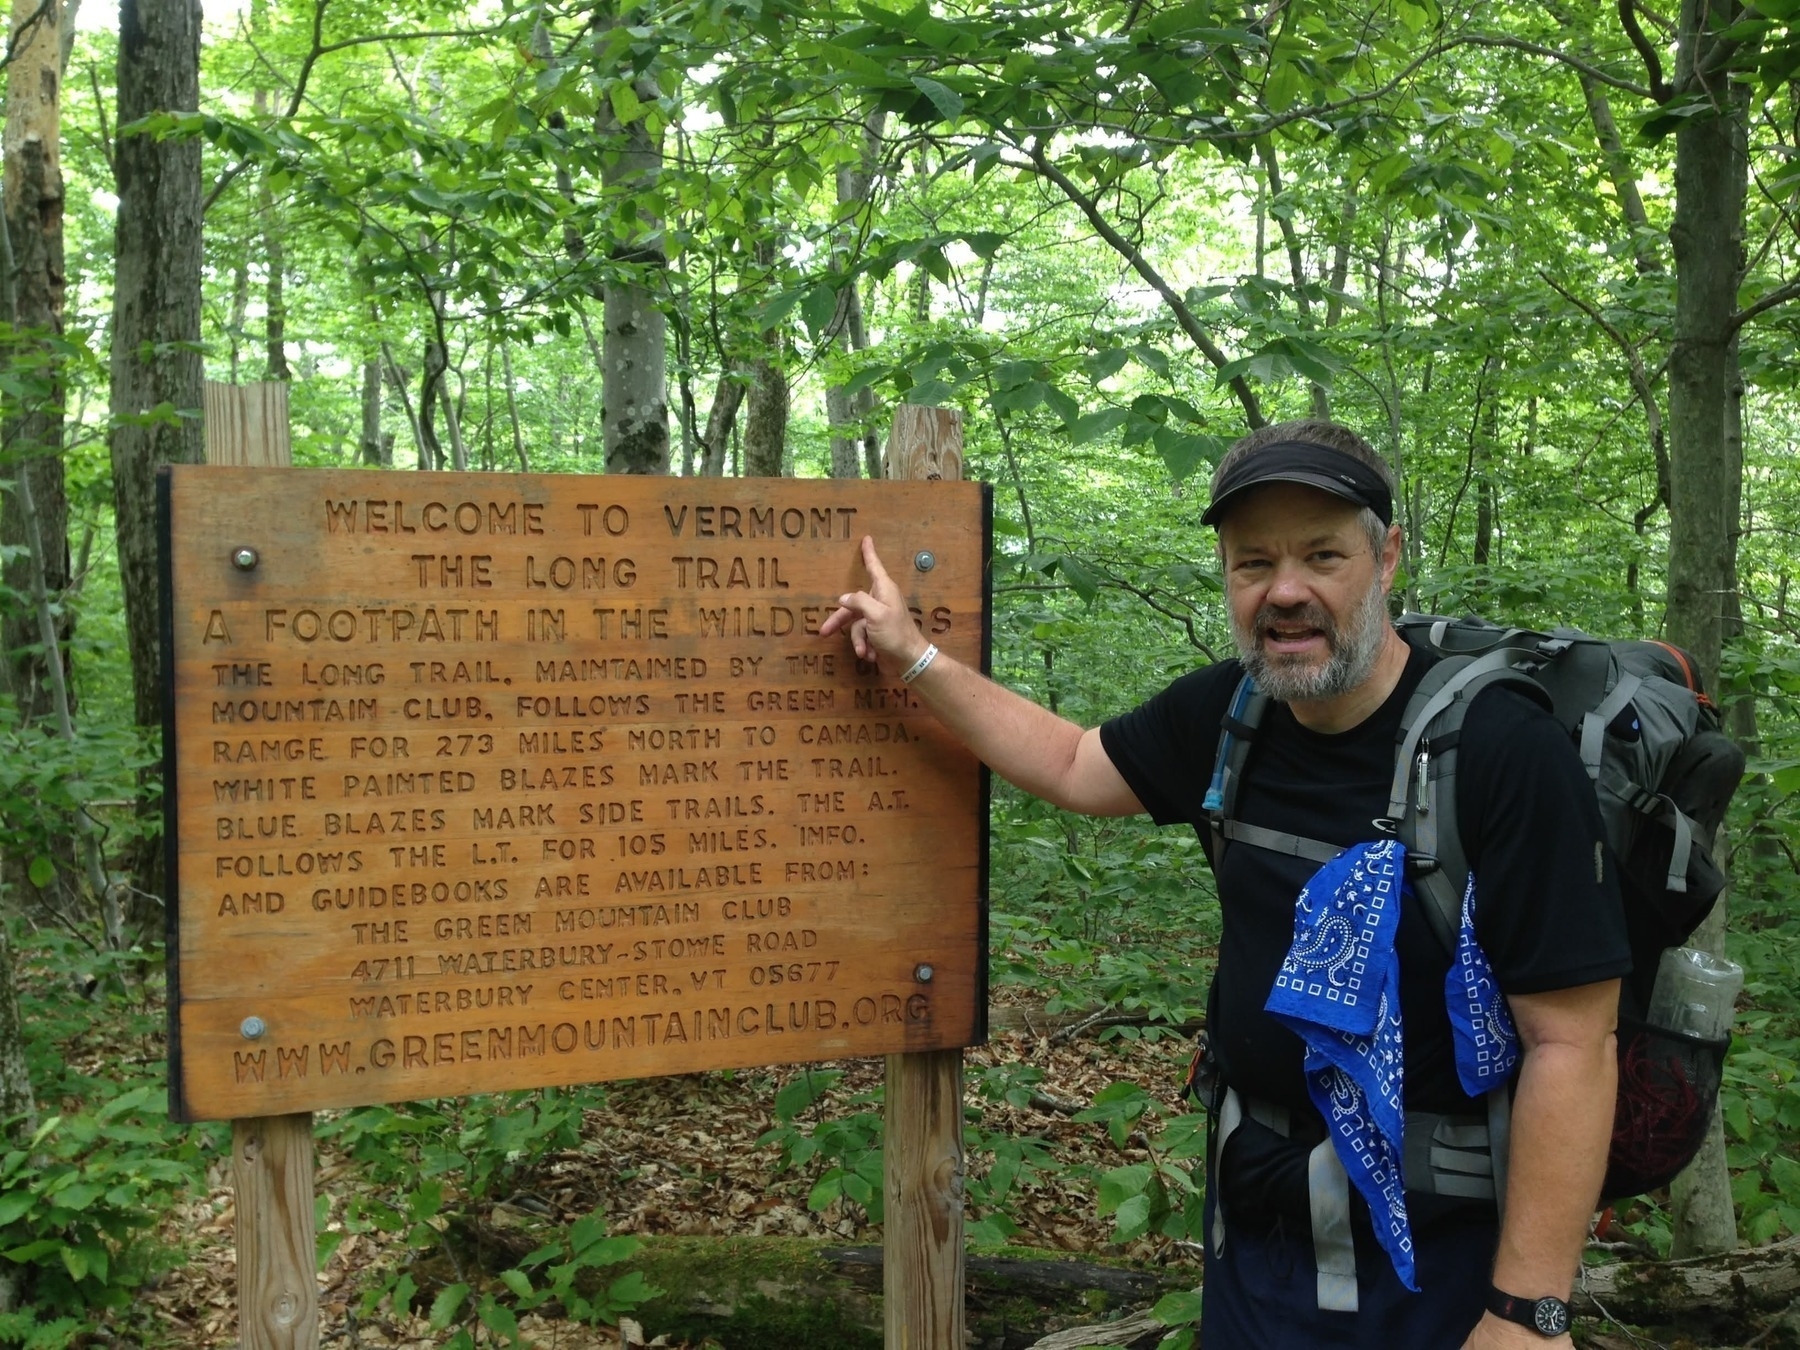 WELCOME TO VERMONT
THE LONG TRAIL
A FOOTPATH IN THE WILDERNESS
THE LONG TRAIL, MAINTAINED BY THE
MOUNTAIN CLUB, FOLLOWS THE GREEN MTN.
RANGE FOR 273 MILES NORTH TO CANADA.
WHITE PAINTED BLAZES MARK THE TRAIL.
BLUE BLAZES MARK SIDE TRAILS. THE A.T.
FOLLOWS THE L.T. FOR 105 MILES. INFO.
AND GUIDEBOOKS ARE AVAILABLE FROM:
THE GREEN MOUNTAIN CLUB
4711 WATERBURY-STOWE ROAD
WATERBURY CENTER, VT 05677
WWW.GREENMOUNTAINCLUB.ORG